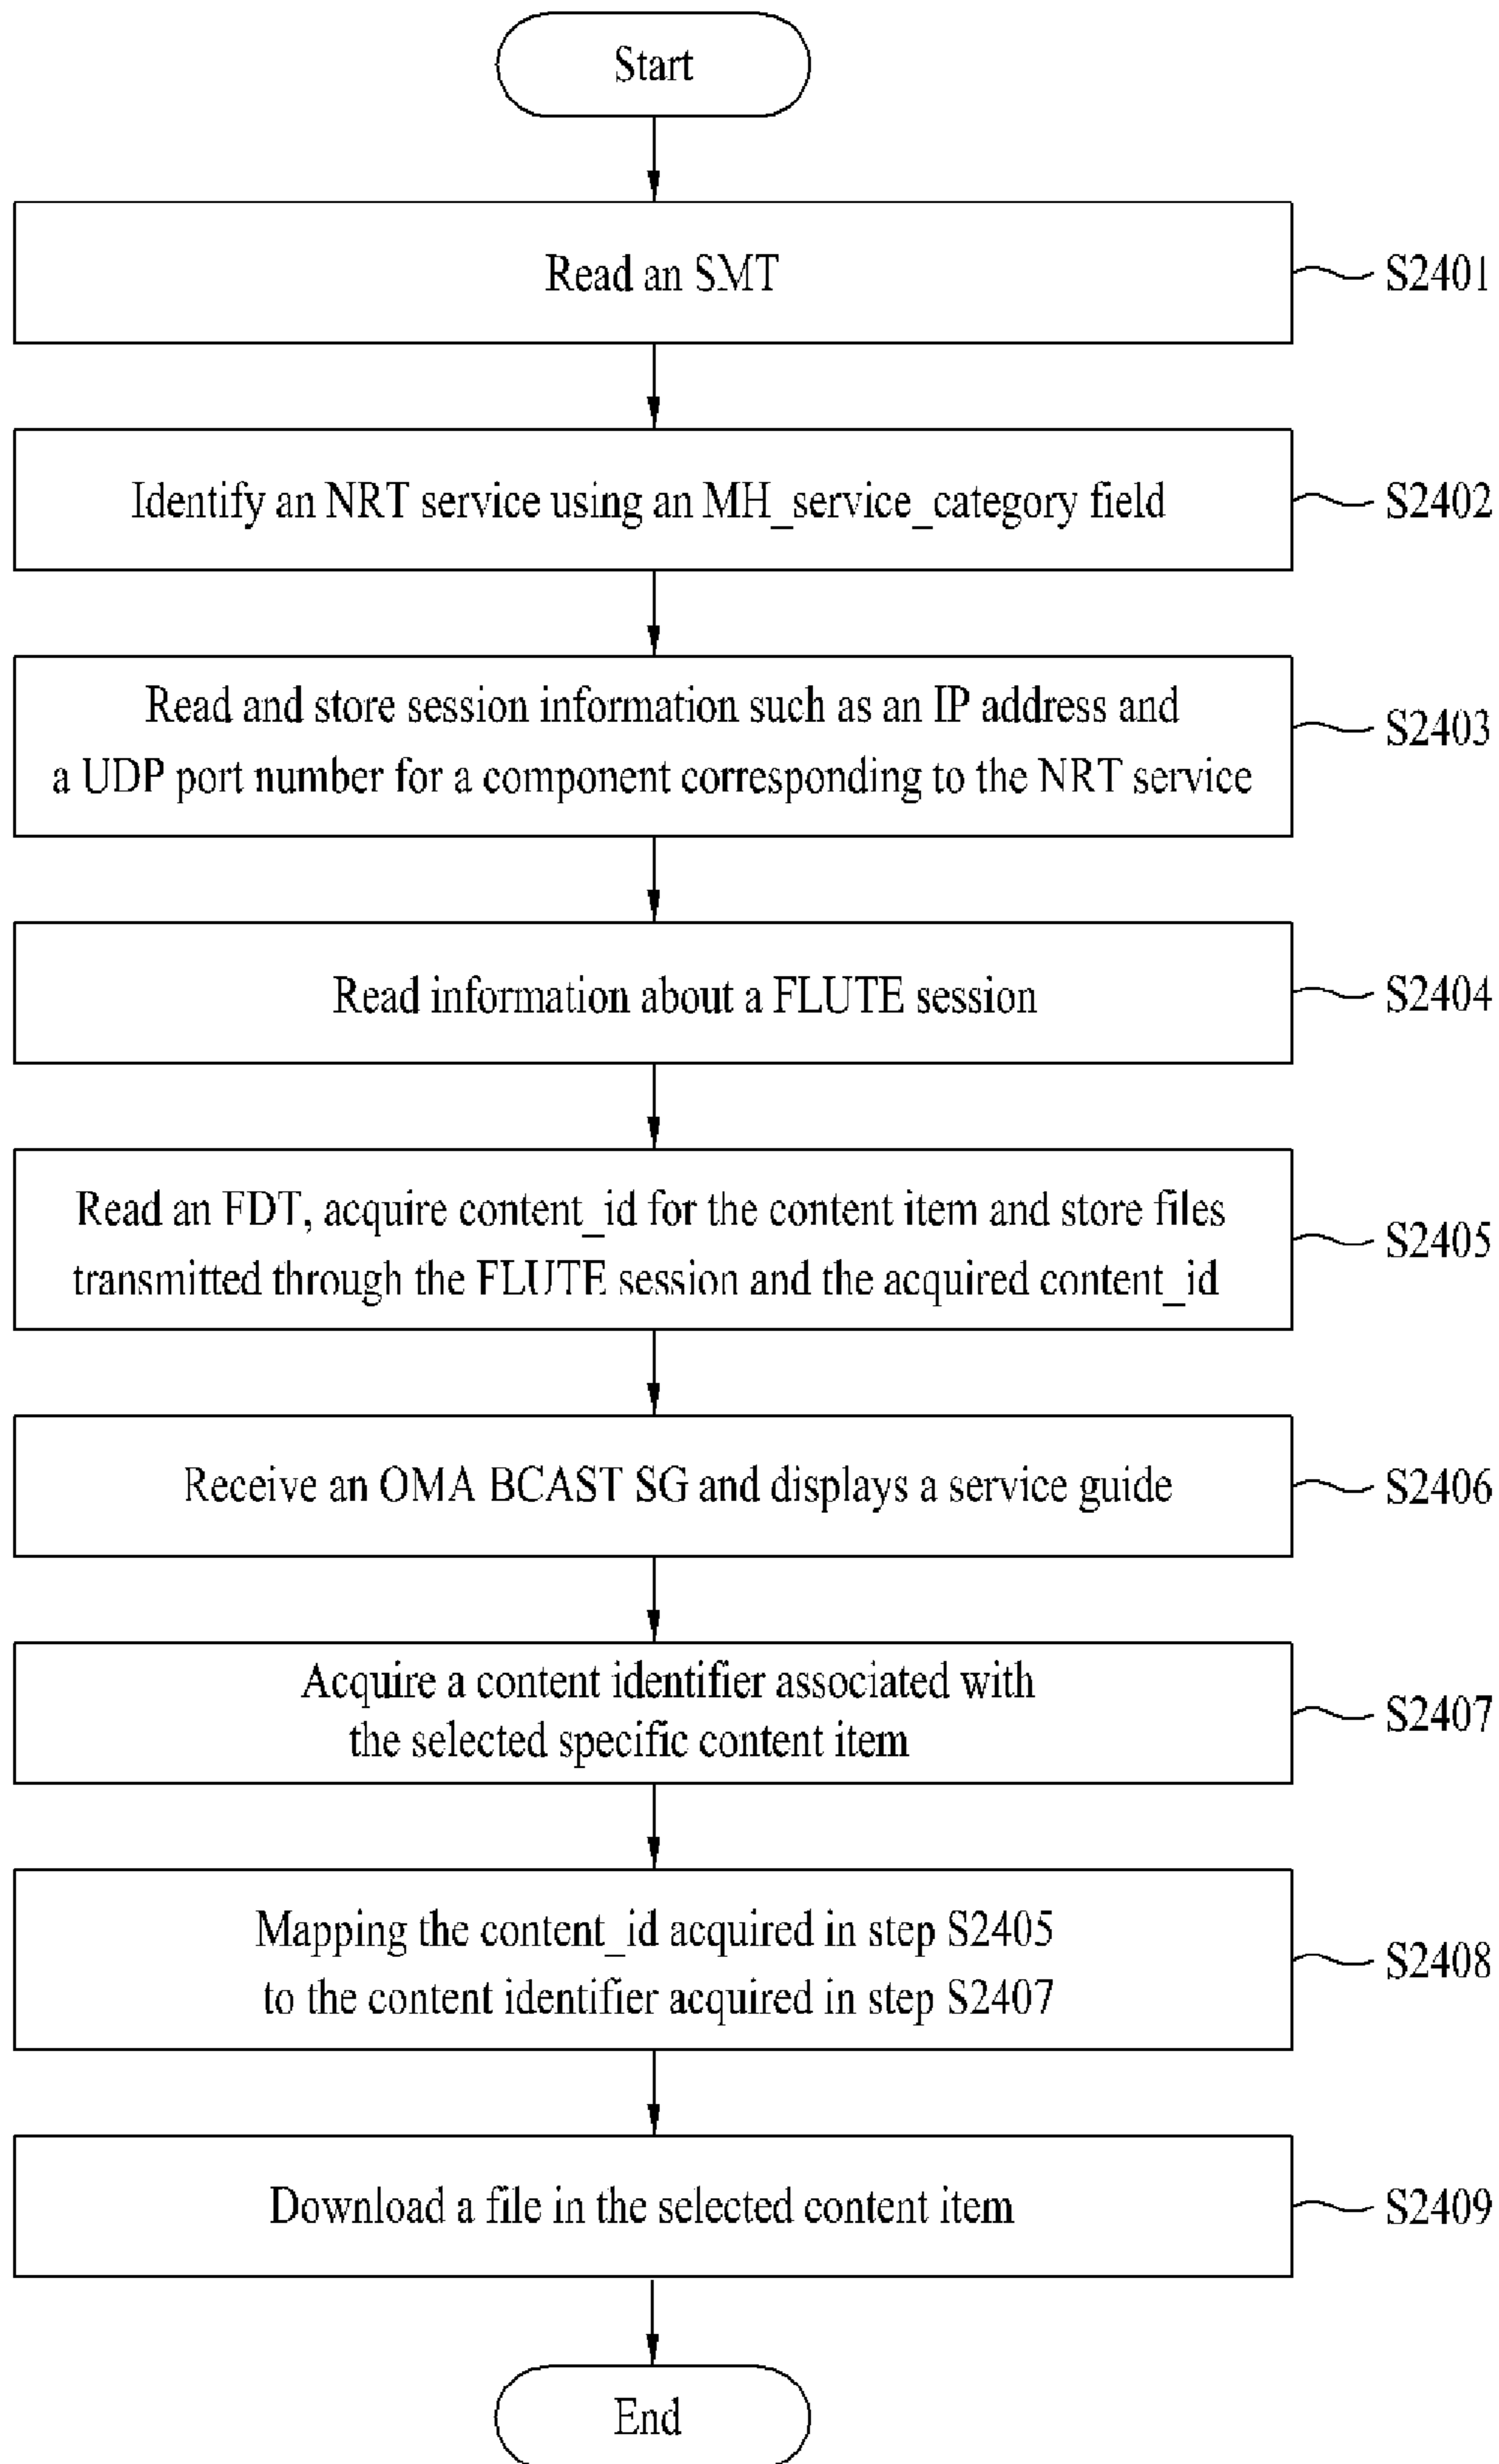 Start
Read an SMT
S2401
Identify an NRT service using an MH_service_category field
S2402
Read and store session information such as an IP address and
a UDP port number for a component corresponding to the NRT service
S2403
Read information about a FLUTE session
S2404
Read an FDT, acquire content_id for the content item and store files
transmitted through the FLUTE session and the acquired content_id
S2405
Receive an OMA BCAST SG and displays a service guide
S2406
Acquire a content identifier associated with
the selected specific content item
S2407
Mapping the content_id acquired in step S2405
to the content identifier acquired in step S2407
S2408
Download a file in the selected content item
S2409
End